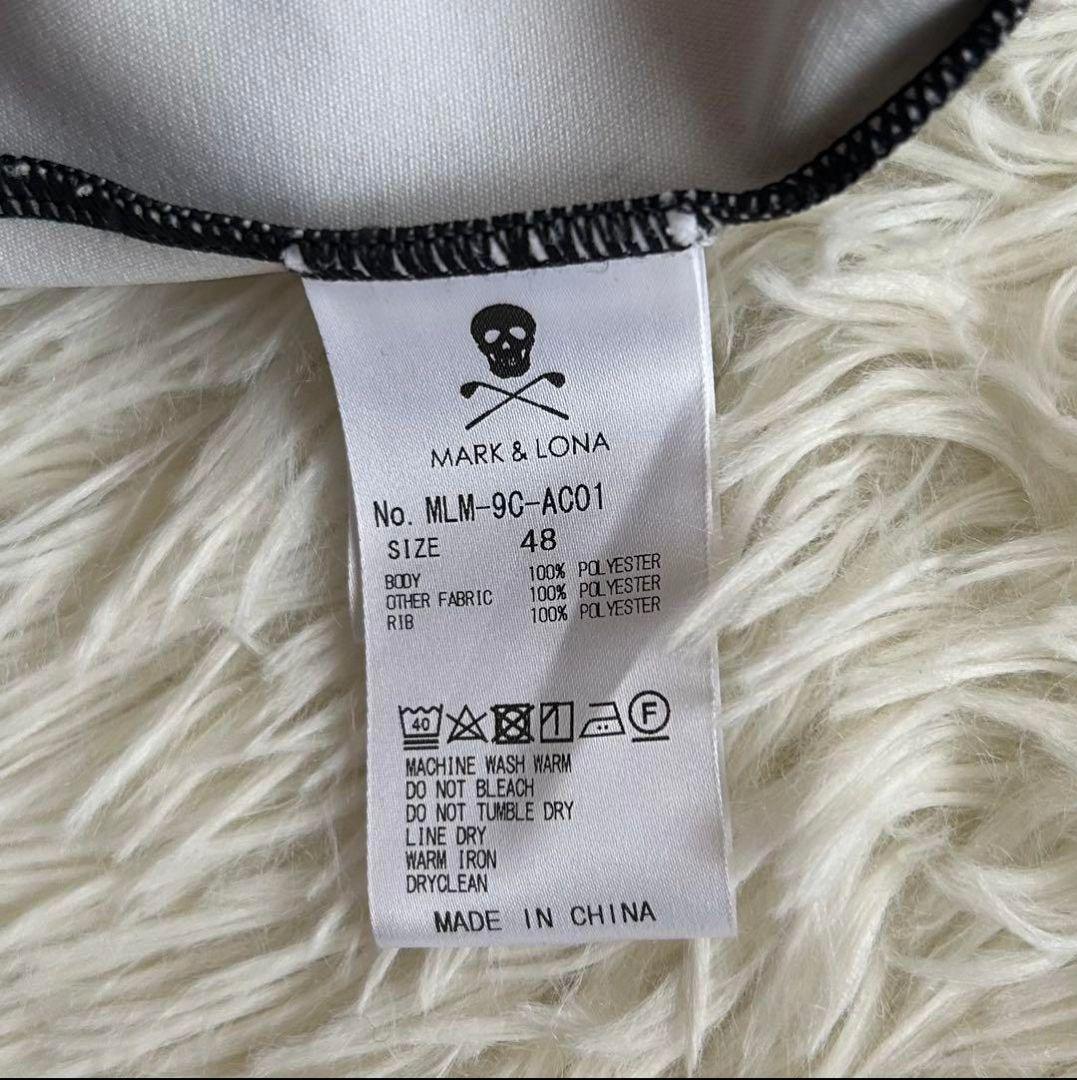 MARK & LONA
No. MLM-9C-AC01
SIZE 48
BODY 100% POLYESTER
OTHER FABRIC 100% POLYESTER
RIB 100% POLYESTER
40 F
MACHINE WASH WARM
DO NOT BLEACH
DO NOT TUMBLE DRY
LINE DRY
WARM IRON
DRYCLEAN
MADE IN CHINA